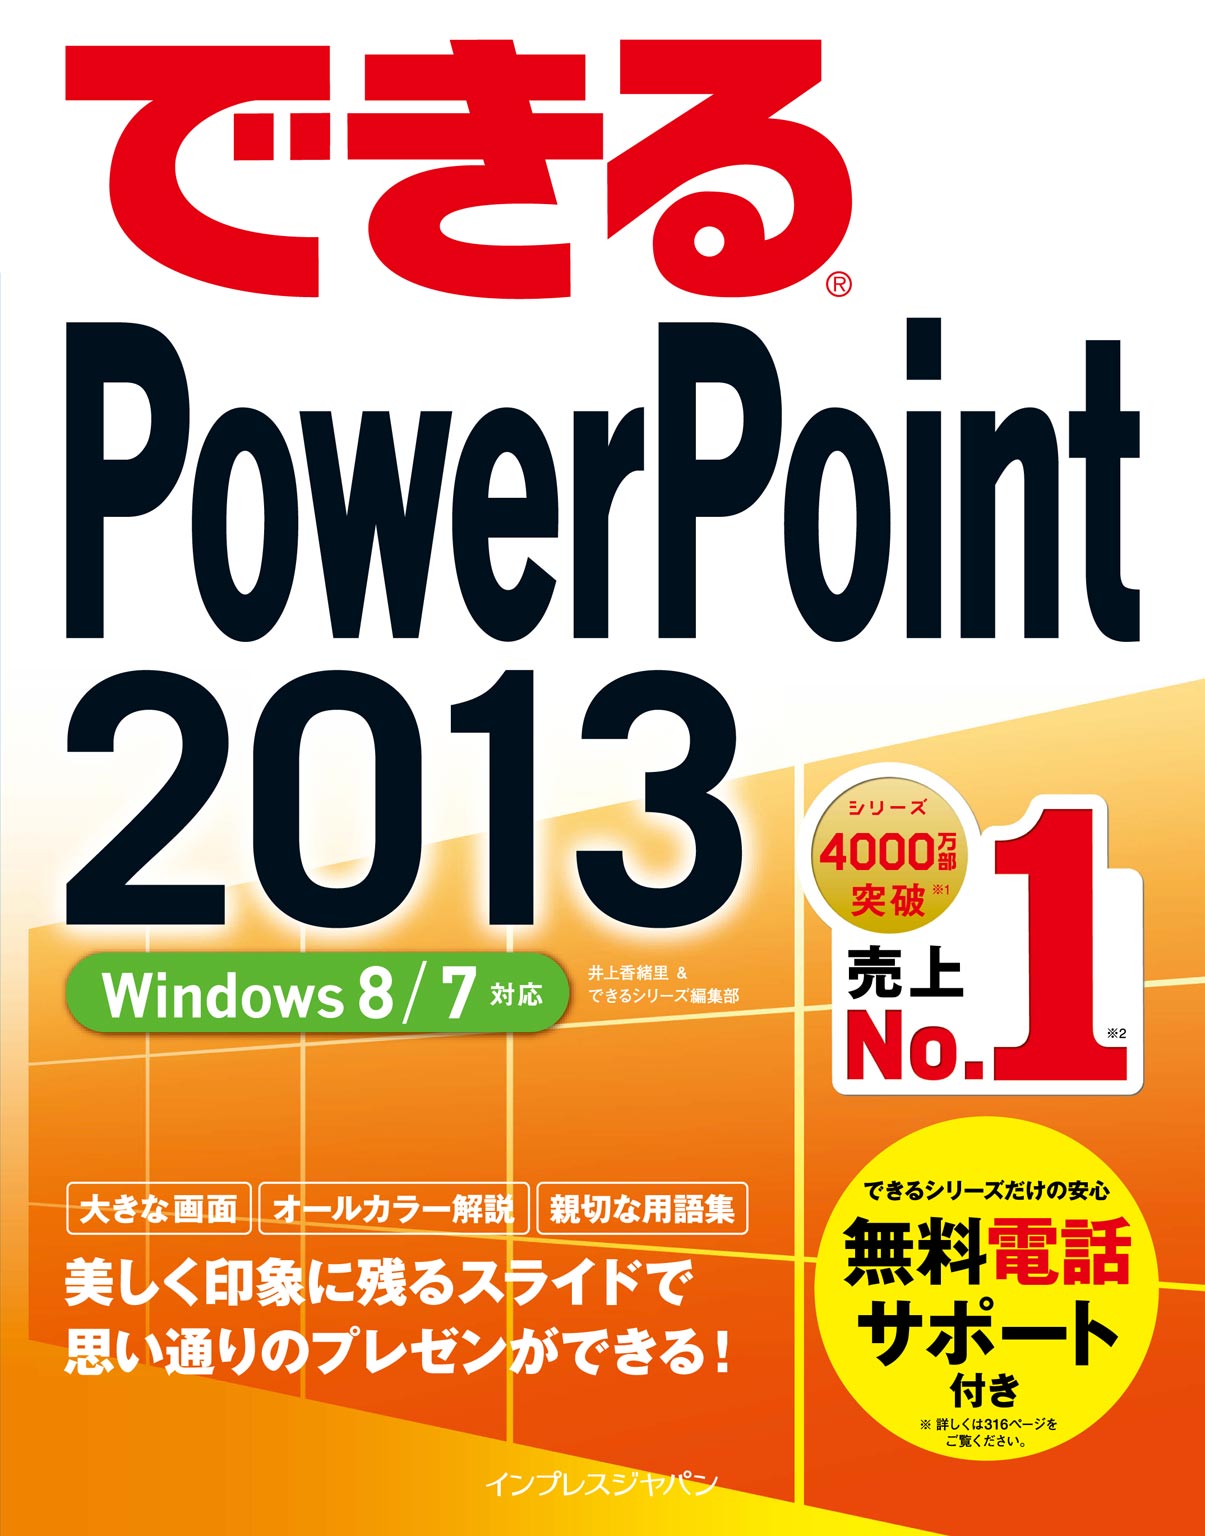 できる®
PowerPoint
2013
Windows 8/7 対応
井上香緒里 &
できるシリーズ編集部
シリーズ
4000万部
突破※1
売上
No.1※2
大きな画面
オールカラー解説
親切な用語集
美しく印象に残るスライドで
思い通りのプレゼンができる!
できるシリーズだけの安心
無料電話
サポート
付き
※ 詳しくは316ページを
ご覧ください。
インプレスジャパン